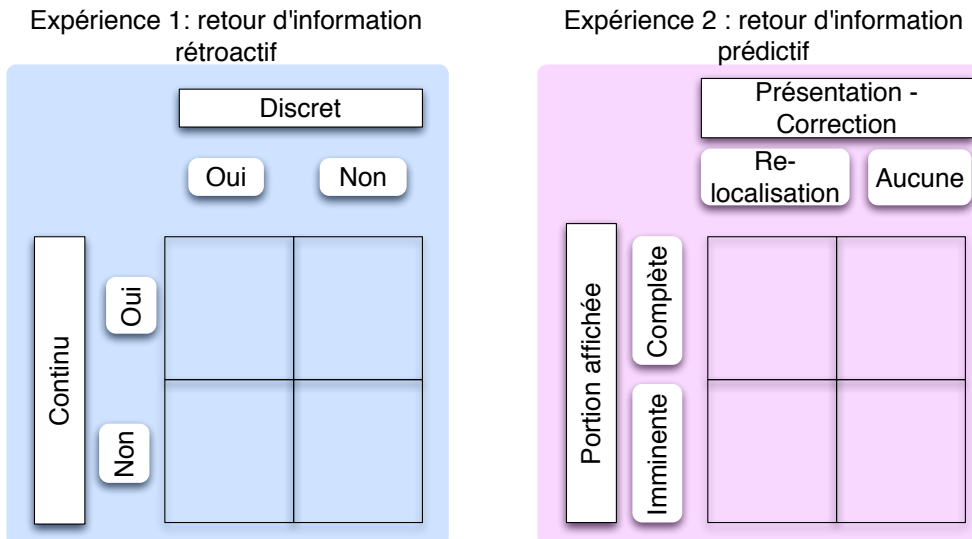 Expérience 1: retour d'information
rétroactif
Discret
Oui
Non
Continu
Oui
Non
Expérience 2 : retour d'information
prédictif
Présentation -
Correction
Re-
localisation
Aucune
Portion affichée
Complète
Imminente